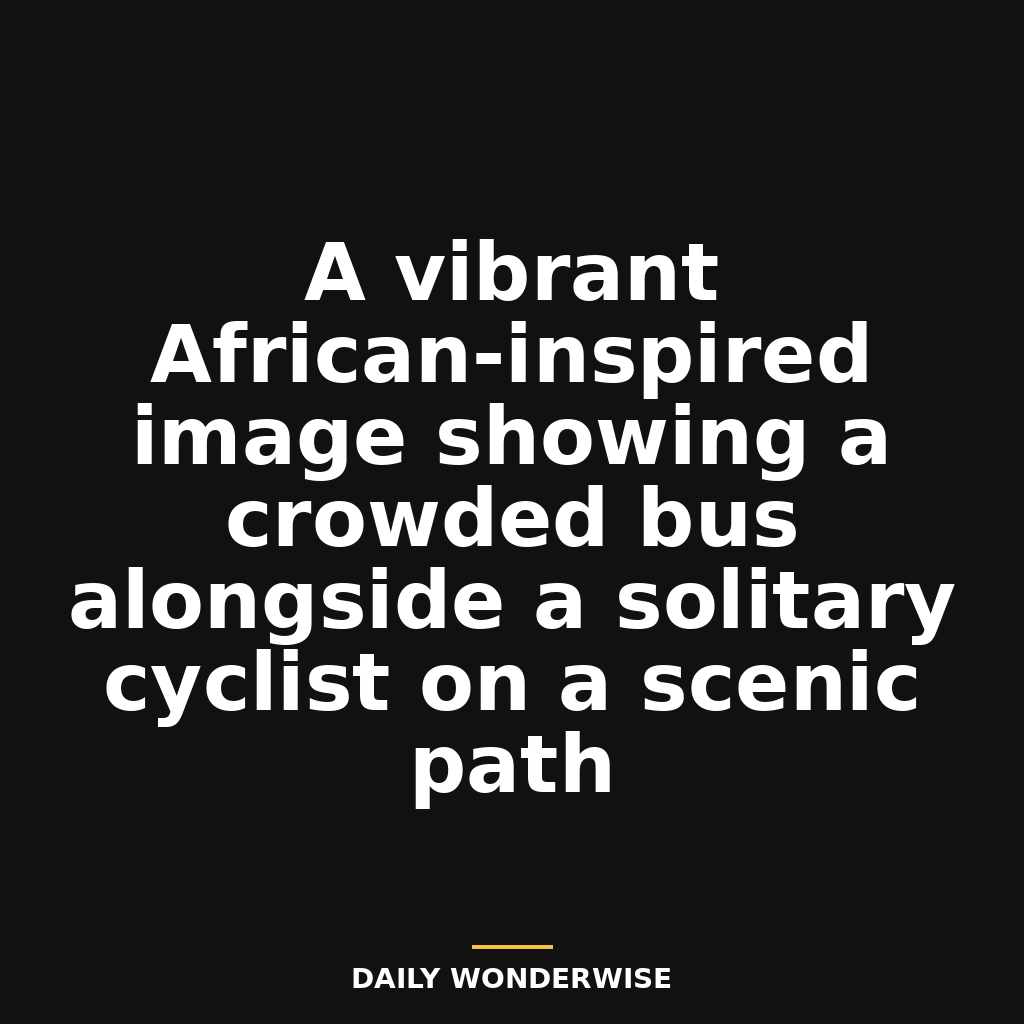 A vibrant
African-inspired
image showing a
crowded bus
alongside a solitary
cyclist on a scenic
path
DAILY WONDERWISE